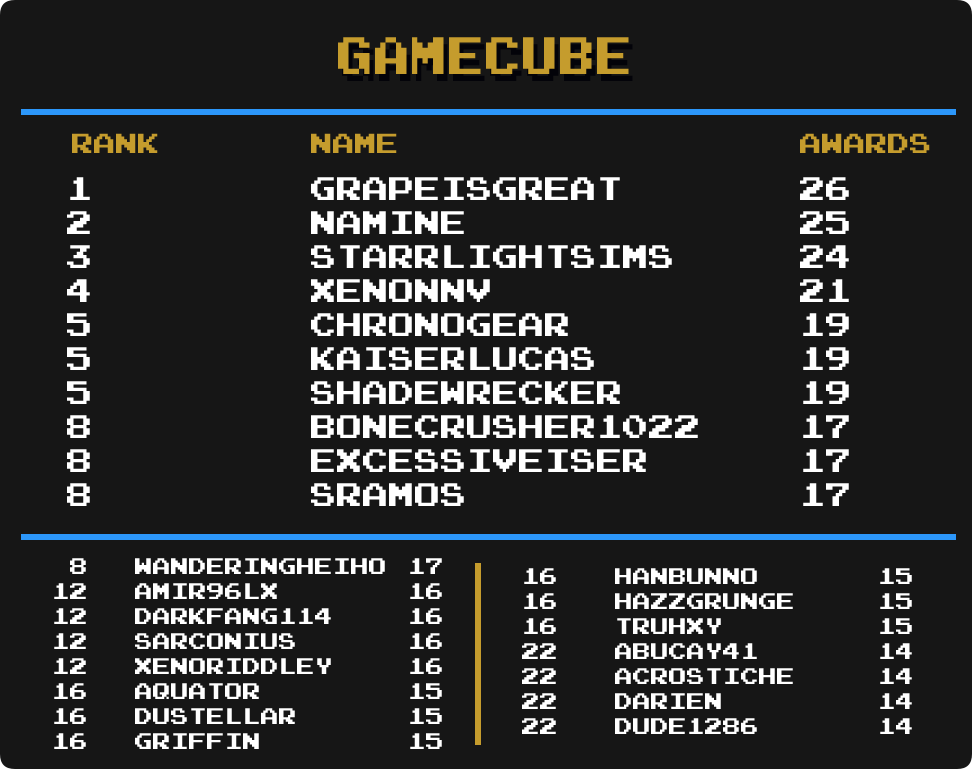 GAMECUBE
RANK NAME AWARDS
1 GRAPEISGREAT 26
2 NAMINE 25
3 STARRLIGHTSIMS 24
4 XENONNV 21
5 CHRONOGEAR 19
5 KAISERLUCAS 19
5 SHADEWRECKER 19
8 BONECRUSHER1022 17
8 EXCESSIVEISER 17
8 SRAMOS 17
8 WANDERINGHEIHO 17
12 AMIR96LX 16
12 DARKFANG114 16
12 SARCONIUS 16
12 XENORIDDLEY 16
16 AQUATOR 15
16 DUSTELLAR 15
16 GRIFFIN 15
16 HANBUNNO 15
16 HAZZGRUNGE 15
16 TRUHXY 15
22 ABUCAY41 14
22 ACROSTICHE 14
22 DARIEN 14
22 DUDE1286 14